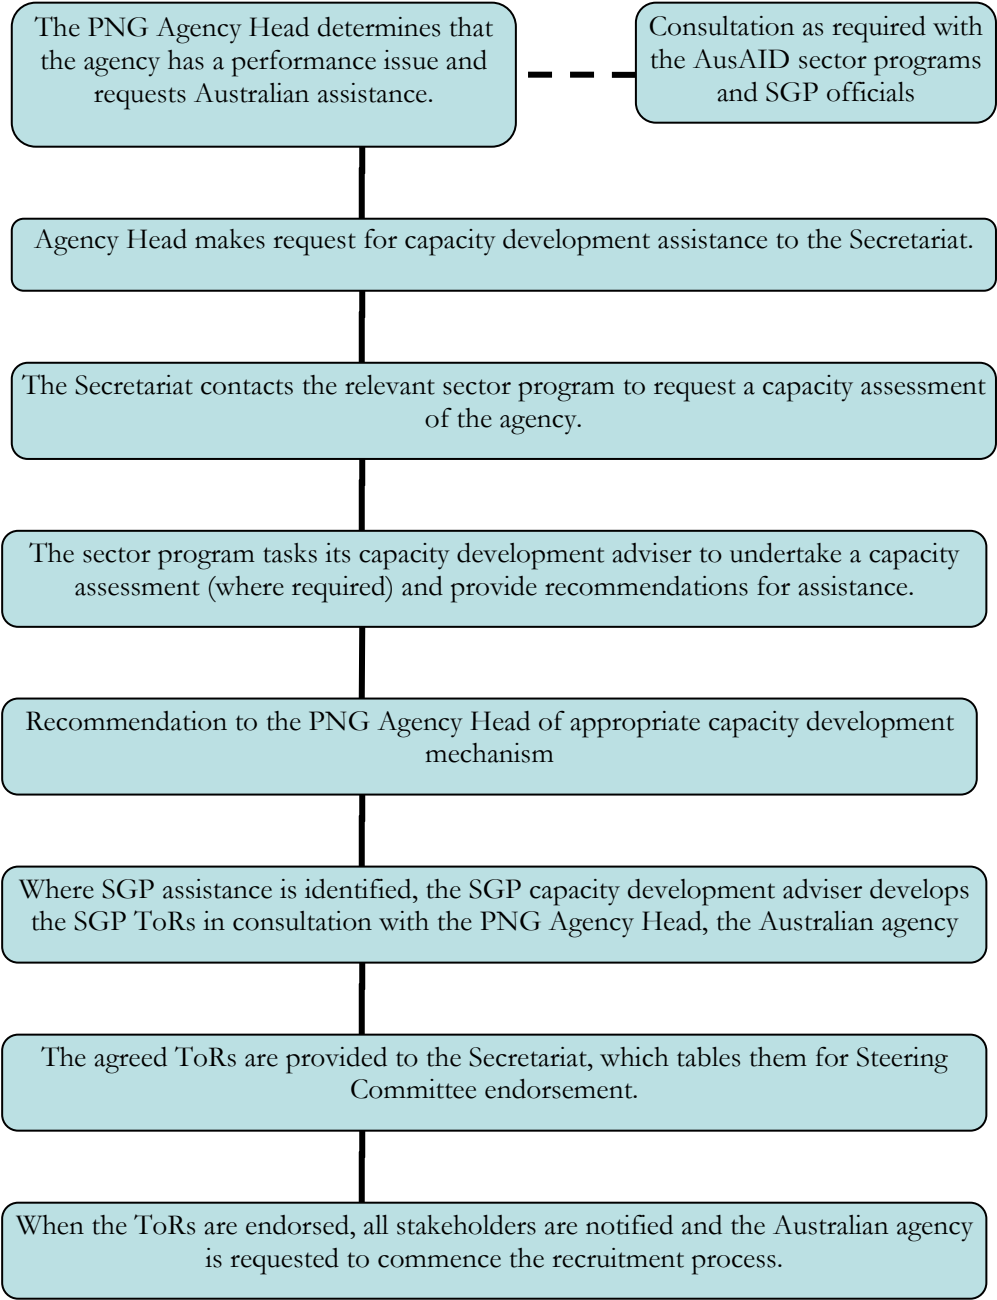 The PNG Agency Head determines that
the agency has a performance issue and
requests Australian assistance.
Consultation as required with
the AusAID sector programs
and SGP officials
Agency Head makes request for capacity development assistance to the Secretariat.
The Secretariat contacts the relevant sector program to request a capacity assessment
of the agency.
The sector program tasks its capacity development adviser to undertake a capacity
assessment (where required) and provide recommendations for assistance.
Recommendation to the PNG Agency Head of appropriate capacity development
mechanism
Where SGP assistance is identified, the SGP capacity development adviser develops
the SGP ToRs in consultation with the PNG Agency Head, the Australian agency
The agreed ToRs are provided to the Secretariat, which tables them for Steering
Committee endorsement.
When the ToRs are endorsed, all stakeholders are notified and the Australian agency
is requested to commence the recruitment process.